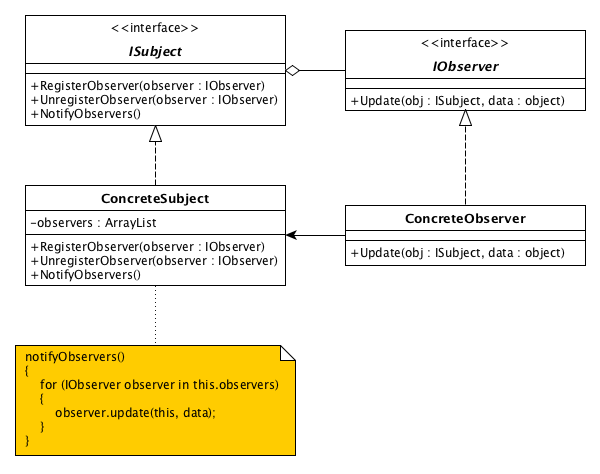 <<interface>>
ISubject
+RegisterObserver(observer : IObserver)
+UnregisterObserver(observer : IObserver)
+NotifyObservers()
<<interface>>
IObserver
+Update(obj : ISubject, data : object)
ConcreteSubject
-observers : ArrayList
+RegisterObserver(observer : IObserver)
+UnregisterObserver(observer : IObserver)
+NotifyObservers()
ConcreteObserver
+Update(obj : ISubject, data : object)
notifyObservers()
{
for (IObserver observer in this.observers)
{
observer.update(this, data);
}
}